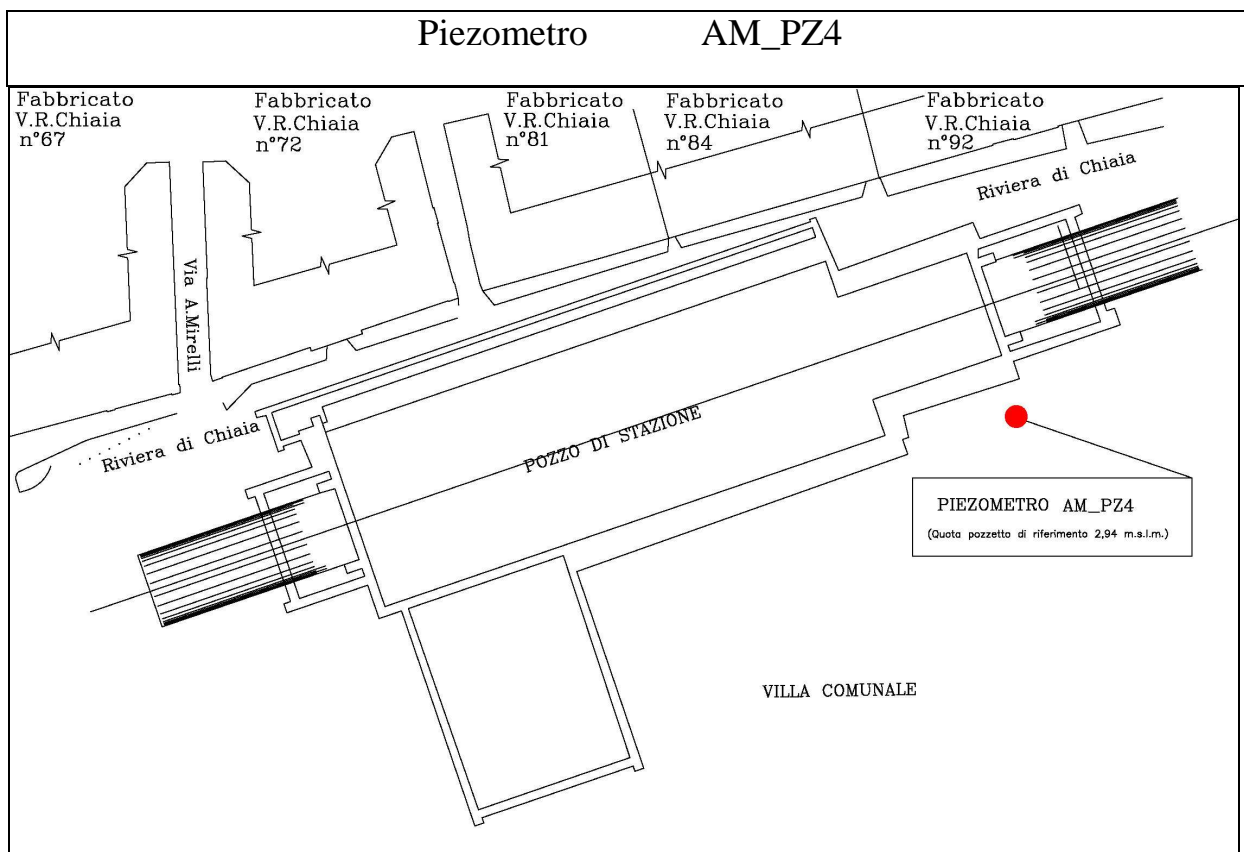 Piezometro AM_PZ4
Fabbricato
V.R.Chiaia
n°67
Fabbricato
V.R.Chiaia
n°72
Fabbricato
V.R.Chiaia
n°81
Fabbricato
V.R.Chiaia
n°84
Fabbricato
V.R.Chiaia
n°92
Riviera di Chiaia
Via A.Mirelli
Riviera di Chiaia
POZZO DI STAZIONE
PIEZOMETRO AM_PZ4
(Quota pozzetto di riferimento 2,94 m.s.l.m.)
VILLA COMUNALE